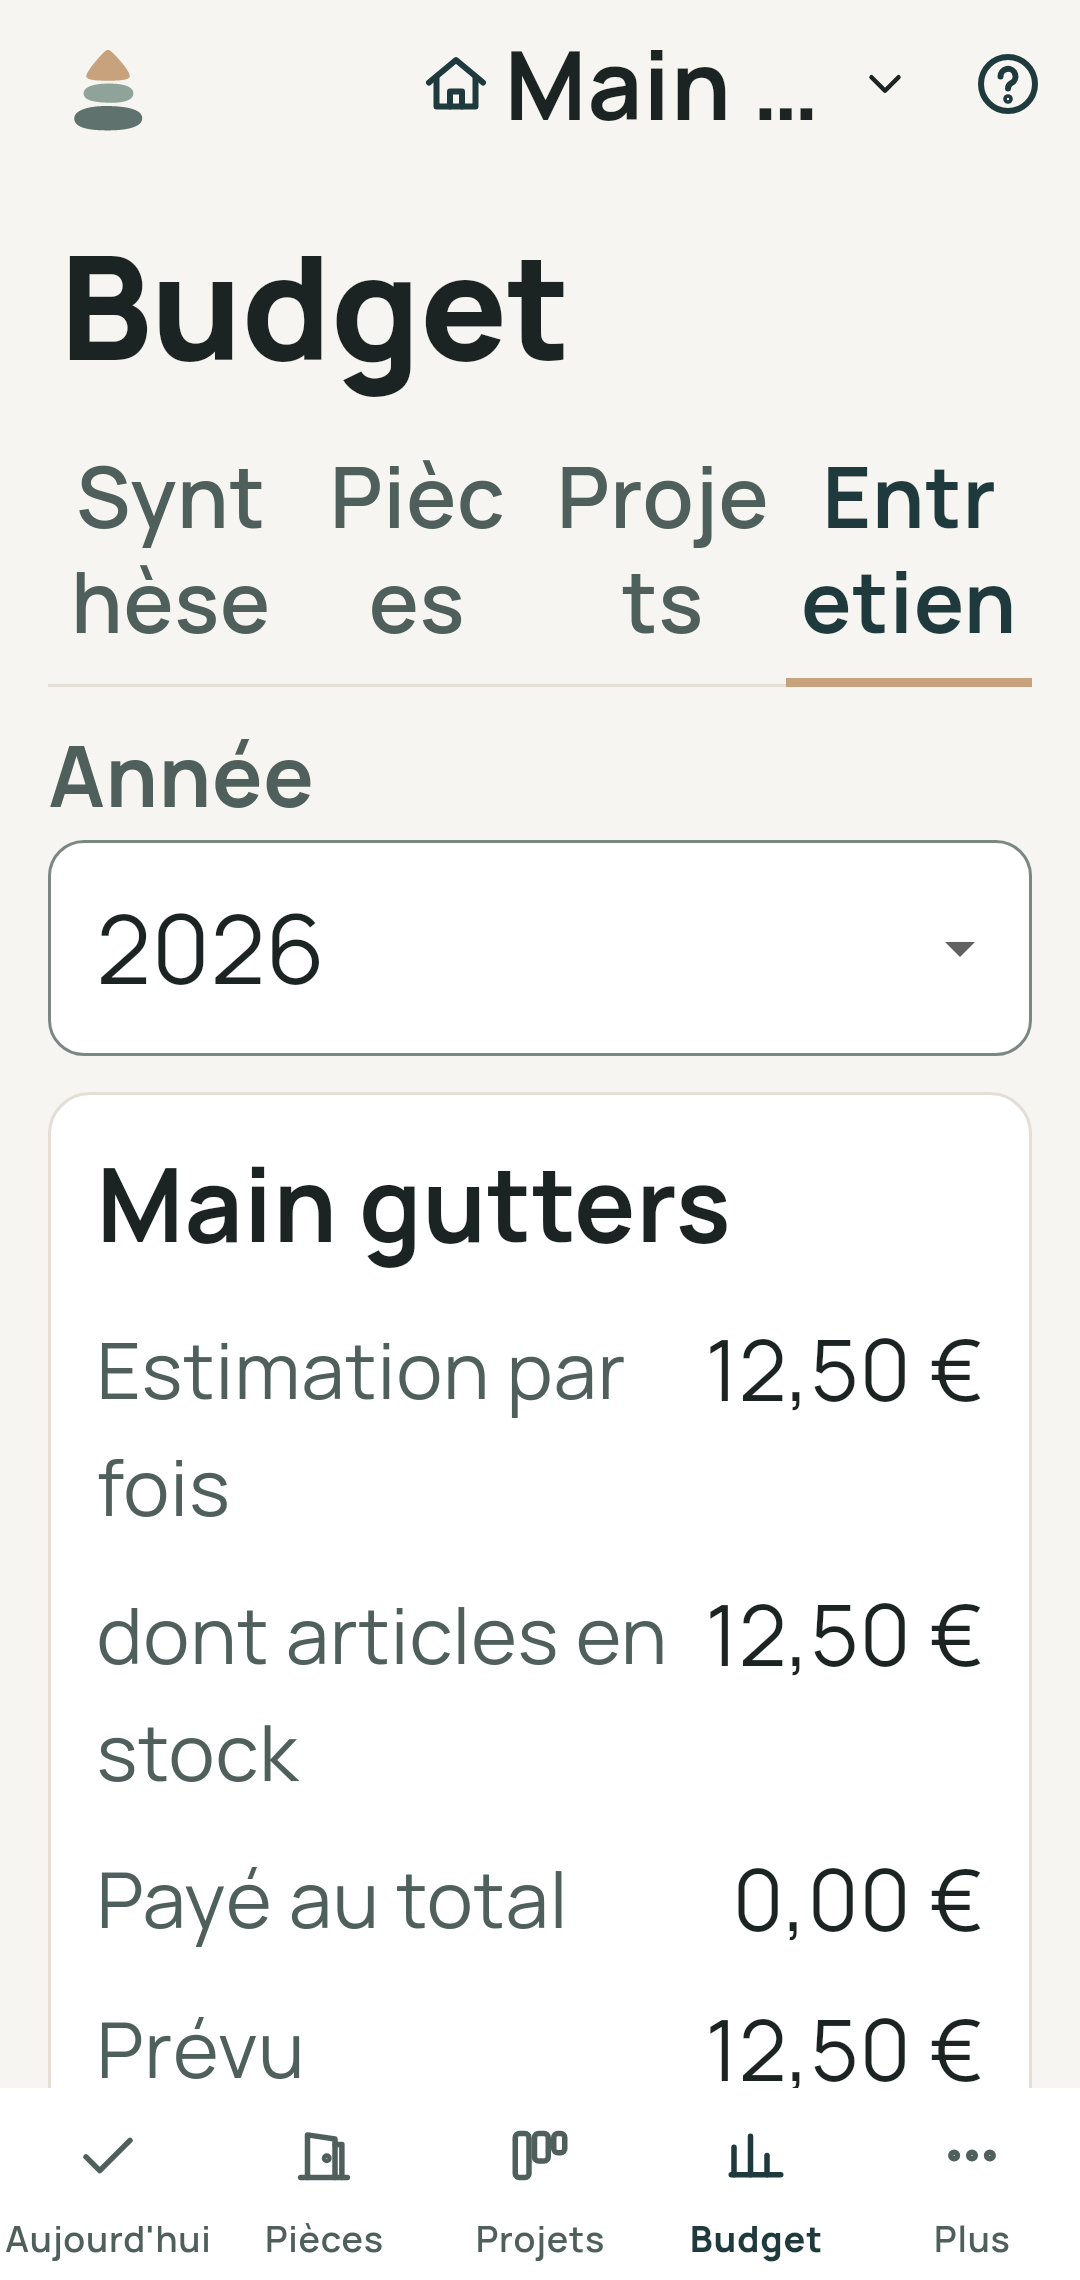 Main ...
Budget
Synt
hèse
Pièc
es
Proje
ts
Entr
etien
Année
2026
Main gutters
Estimation par
fois
12,50 €
dont articles en
stock
12,50 €
Payé au total
0,00 €
Prévu
12,50 €
Aujourd'hui
Pièces
Projets
Budget
Plus